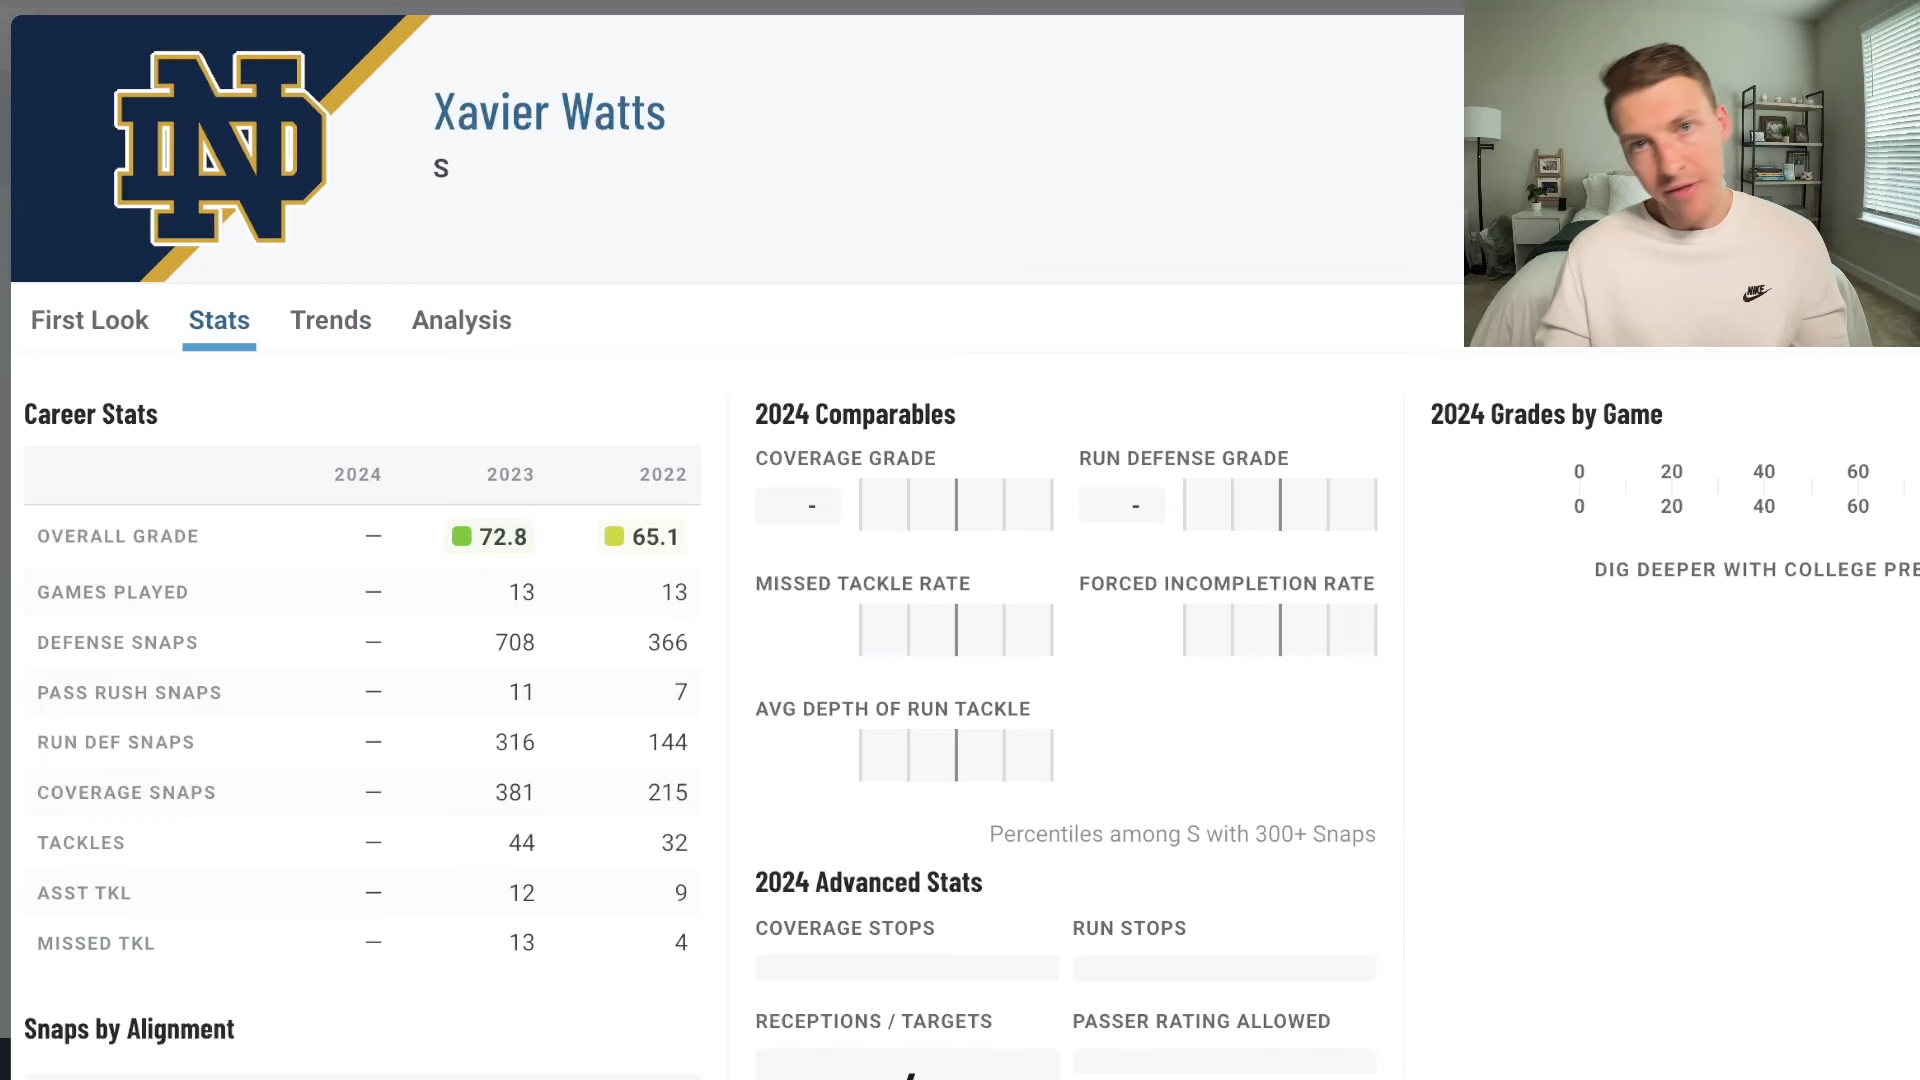 ND
Xavier Watts
S
NIKE
First Look Stats Trends Analysis
Career Stats
2024 2023 2022
OVERALL GRADE — 72.8 65.1
GAMES PLAYED — 13 13
DEFENSE SNAPS — 708 366
PASS RUSH SNAPS — 11 7
RUN DEF SNAPS — 316 144
COVERAGE SNAPS — 381 215
TACKLES — 44 32
ASST TKL — 12 9
MISSED TKL — 13 4
Snaps by Alignment
2024 Comparables
COVERAGE GRADE RUN DEFENSE GRADE
- -
MISSED TACKLE RATE FORCED INCOMPLETION RATE
AVG DEPTH OF RUN TACKLE
Percentiles among S with 300+ Snaps
2024 Advanced Stats
COVERAGE STOPS RUN STOPS
RECEPTIONS / TARGETS PASSER RATING ALLOWED
2024 Grades by Game
0 20 40 60
0 20 40 60
DIG DEEPER WITH COLLEGE PRE